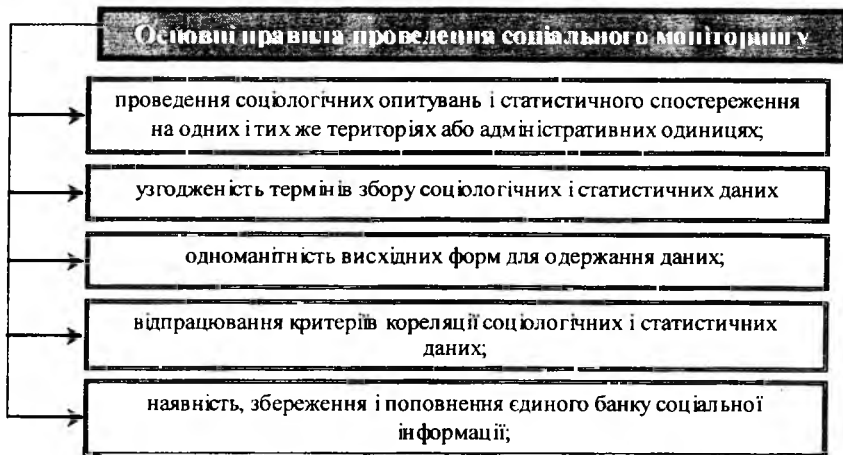 Основні правила проведення соціального моніторингу
проведення соціологічних опитувань і статистичного спостереження
на одних і тих же територіях або адміністративних одиницях;
узгодженість термінів збору соціологічних і статистичних даних
одноманітність висхідних форм для одержання даних;
відпрацювання критеріїв кореляції соціологічних і статистичних
даних;
наявність, збереження і поповнення єдиного банку соціальної
інформації;